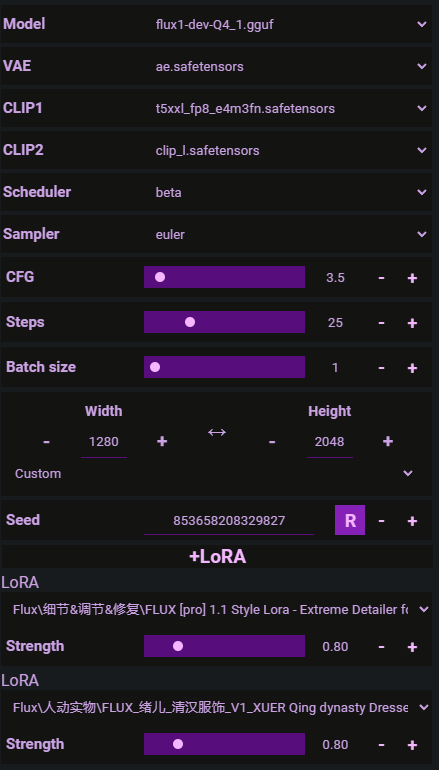 Model flux1-dev-Q4_1.gguf
VAE ae.safetensors
CLIP1 t5xxl_fp8_e4m3fn.safetensors
CLIP2 clip_l.safetensors
Scheduler beta
Sampler euler
CFG 3.5 - +
Steps 25 - +
Batch size 1 - +
Width Height
- 1280 + ↔ - 2048 +
Custom
Seed 853658208329827 R - +
+LoRA
LoRA
Flux\细节&调节&修复\FLUX [pro] 1.1 Style Lora - Extreme Detailer fo
Strength 0.80 - +
LoRA
Flux\人动实物\FLUX_绪儿_清汉服饰_V1_XUER Qing dynasty Dresse
Strength 0.80 - +